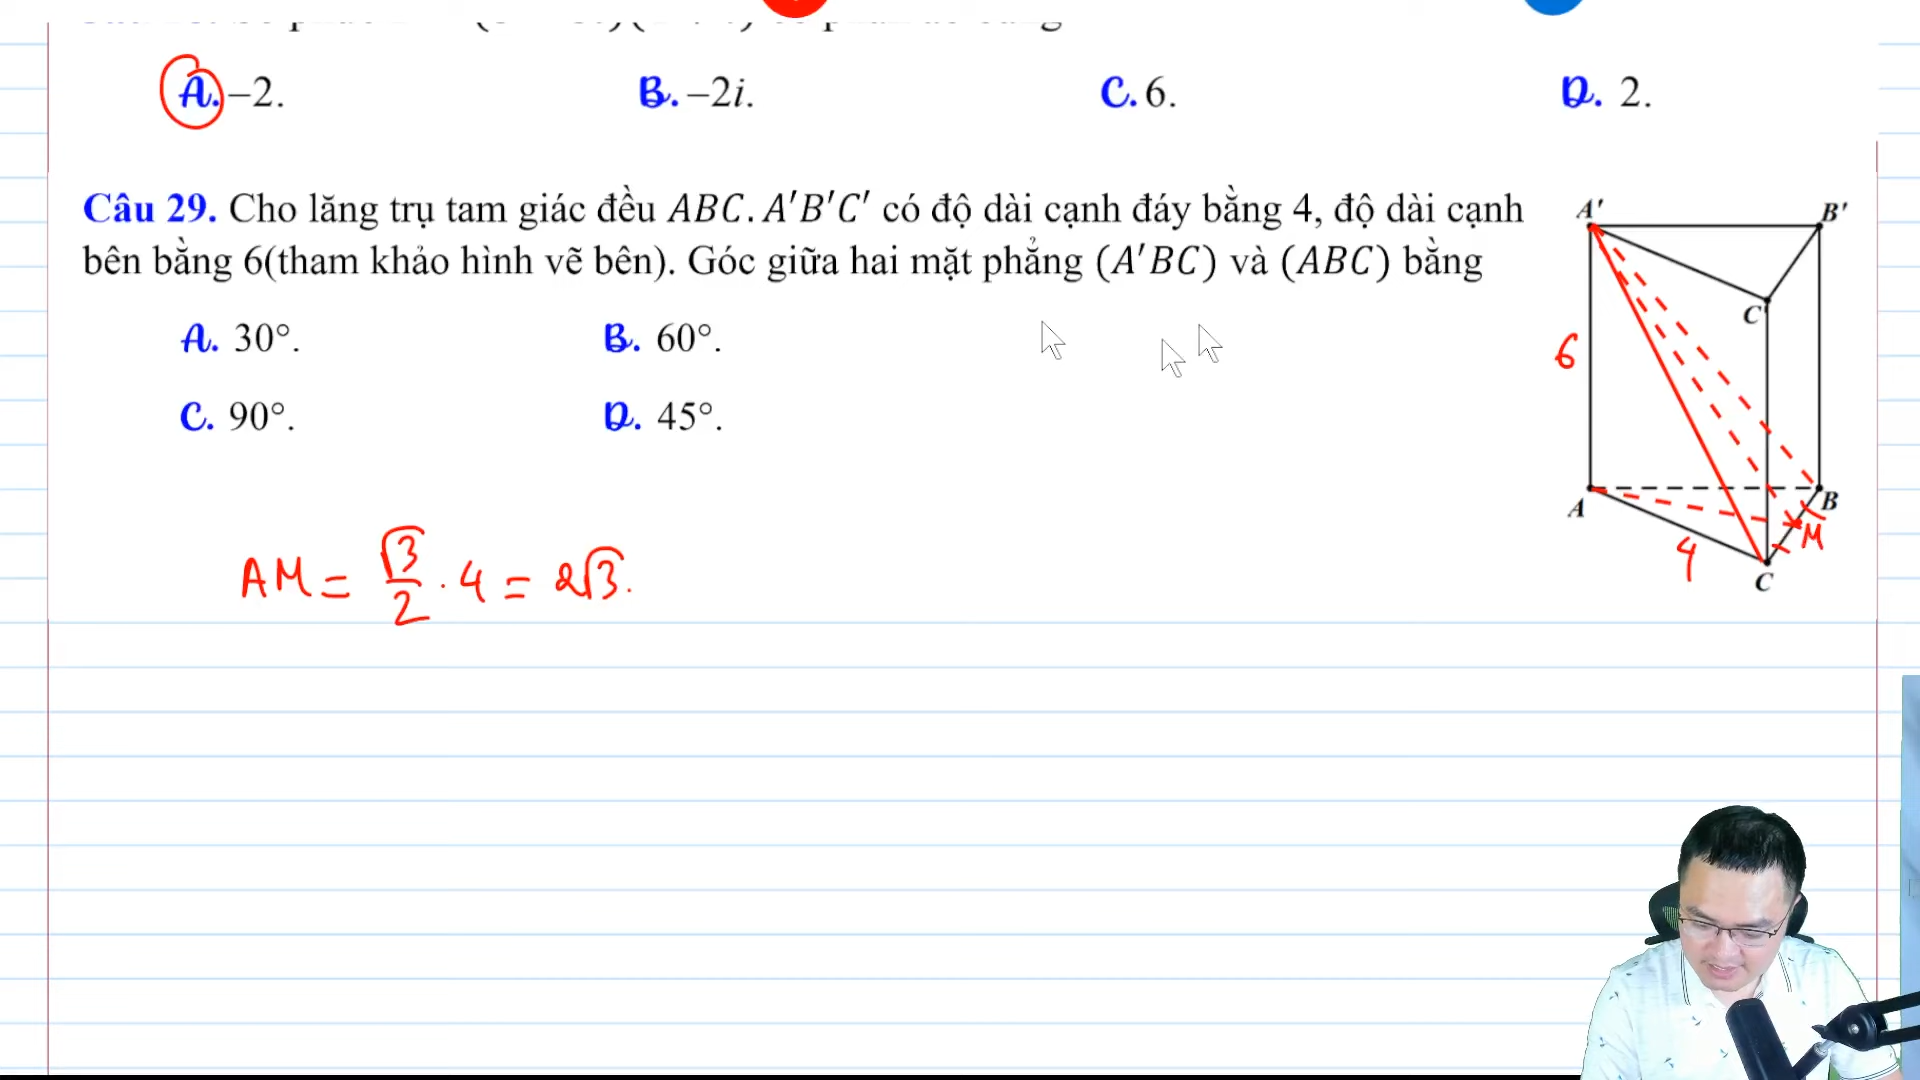 A. −2.
B. −2i.
C. 6.
D. 2.
Câu 29. Cho lăng trụ tam giác đều ABC.A'B'C' có độ dài cạnh đáy bằng 4, độ dài cạnh
bên bằng 6(tham khảo hình vẽ bên). Góc giữa hai mặt phẳng (A'BC) và (ABC) bằng
A. 30°.
B. 60°.
C. 90°.
D. 45°.
A'
B'
C'
6
A
B
M
4
C
AM = √3/2 . 4 = 2√3.